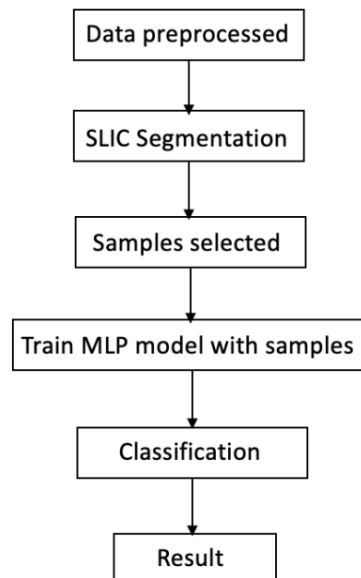 Data preprocessed
SLIC Segmentation
Samples selected
Train MLP model with samples
Classification
Result